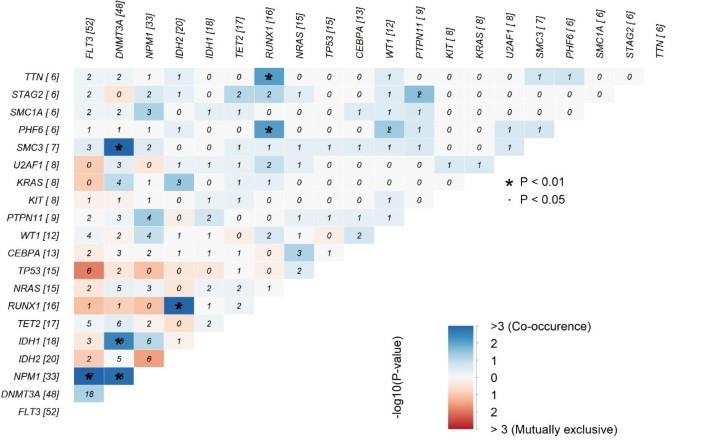 FLT3 [52] DNMT3A [48] NPM1 [33] IDH2 [20] IDH1 [18] TET2 [17] RUNX1 [16] NRAS [15] TP53 [15] CEBPA [13] WT1 [12] PTPN11 [ 9] KIT [ 8] KRAS [ 8] U2AF1 [ 8] SMC3 [ 7] PHF6 [ 6] SMC1A [ 6] STAG2 [ 6] TTN [ 6]
TTN [ 6] 2 2 1 1 0 0 * 0 0 0 1 0 0 0 0 1 1 0 0
STAG2 [ 6] 2 0 2 1 0 2 2 1 0 0 1 2 0 0 0 0 0 0
SMC1A [ 6] 2 2 3 0 1 1 0 0 0 1 1 1 0 0 0 0 0
PHF6 [ 6] 1 1 1 1 0 0 * 0 0 0 2 1 0 0 1 1
SMC3 [ 7] 3 * 2 0 0 1 1 1 1 1 1 1 0 0 1
U2AF1 [ 8] 0 3 0 1 1 1 2 1 0 0 0 0 1 1
KRAS [ 8] 0 4 1 3 0 1 1 0 0 0 0 0 0
KIT [ 8] 1 1 1 0 1 1 0 0 0 0 1 0
PTPN11 [ 9] 2 3 4 0 2 0 0 1 1 1 1
WT1 [12] 4 2 4 1 1 0 2 1 0 2
CEBPA [13] 2 3 2 1 1 1 0 3 1
TP53 [15] 6 2 0 0 0 1 0 2
NRAS [15] 2 5 3 2 1 2 1
RUNX1 [16] 1 1 0 * 1 2
TET2 [17] 5 6 2 0 2
IDH1 [18] 3 * 6 1
IDH2 [20] 2 5 6
NPM1 [33] * *
DNMT3A [48] 18
FLT3 [52]
* P < 0.01
· P < 0.05
-log10(P-value)
>3 (Co-occurence)
2
1
0
1
2
> 3 (Mutually exclusive)